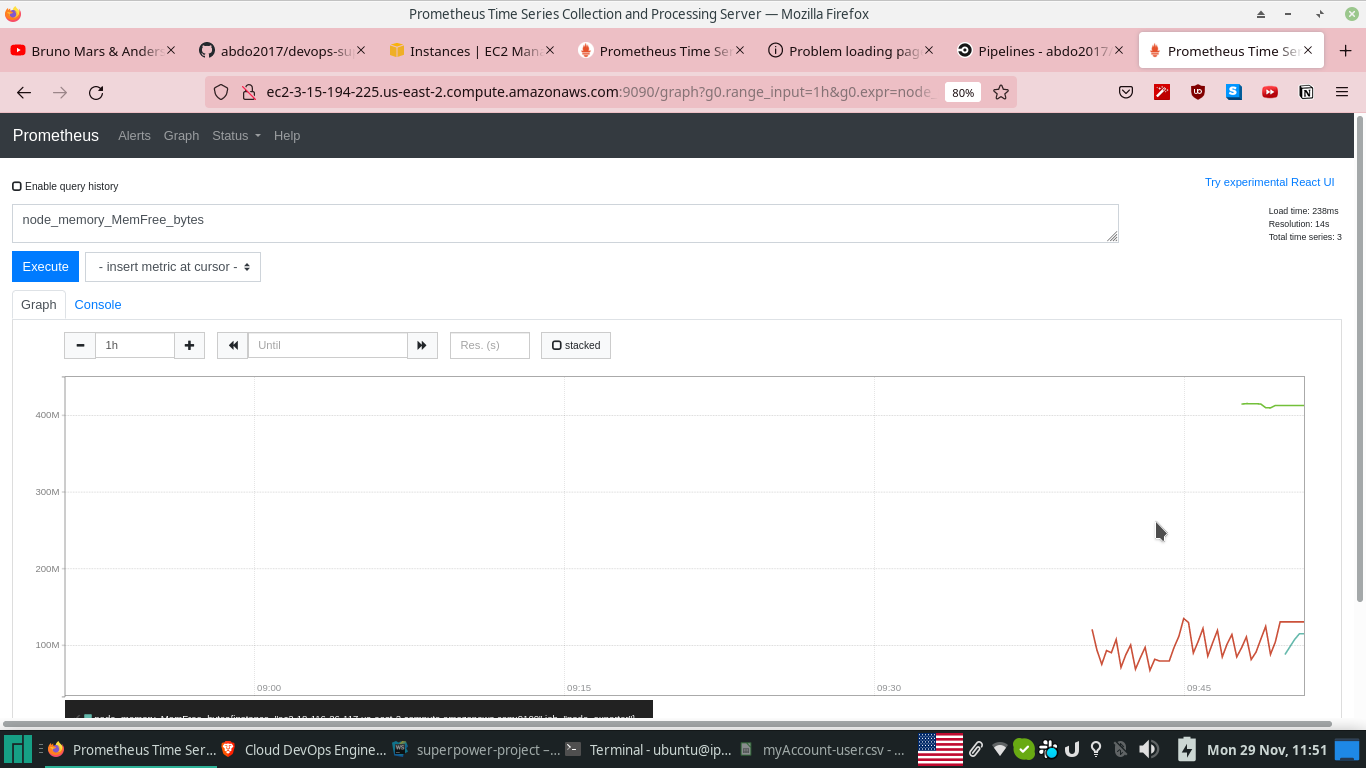 Prometheus Time Series Collection and Processing Server — Mozilla Firefox
Bruno Mars & Anders
abdo2017/devops-sup
Instances | EC2 Mana
Prometheus Time Ser
Problem loading page
Pipelines - abdo2017/
Prometheus Time Ser
ec2-3-15-194-225.us-east-2.compute.amazonaws.com:9090/graph?g0.range_input=1h&g0.expr=node_
80%
Prometheus
Alerts
Graph
Status
Help
Enable query history
Try experimental React UI
node_memory_MemFree_bytes
Load time: 238ms
Resolution: 14s
Total time series: 3
Execute
- insert metric at cursor -
Graph
Console
1h
Until
Res. (s)
stacked
400M
300M
200M
100M
09:00
09:15
09:30
09:45
Prometheus Time Ser...
Cloud DevOps Engine...
superpower-project –...
Terminal - ubuntu@ip...
myAccount-user.csv - ...
Mon 29 Nov, 11:51